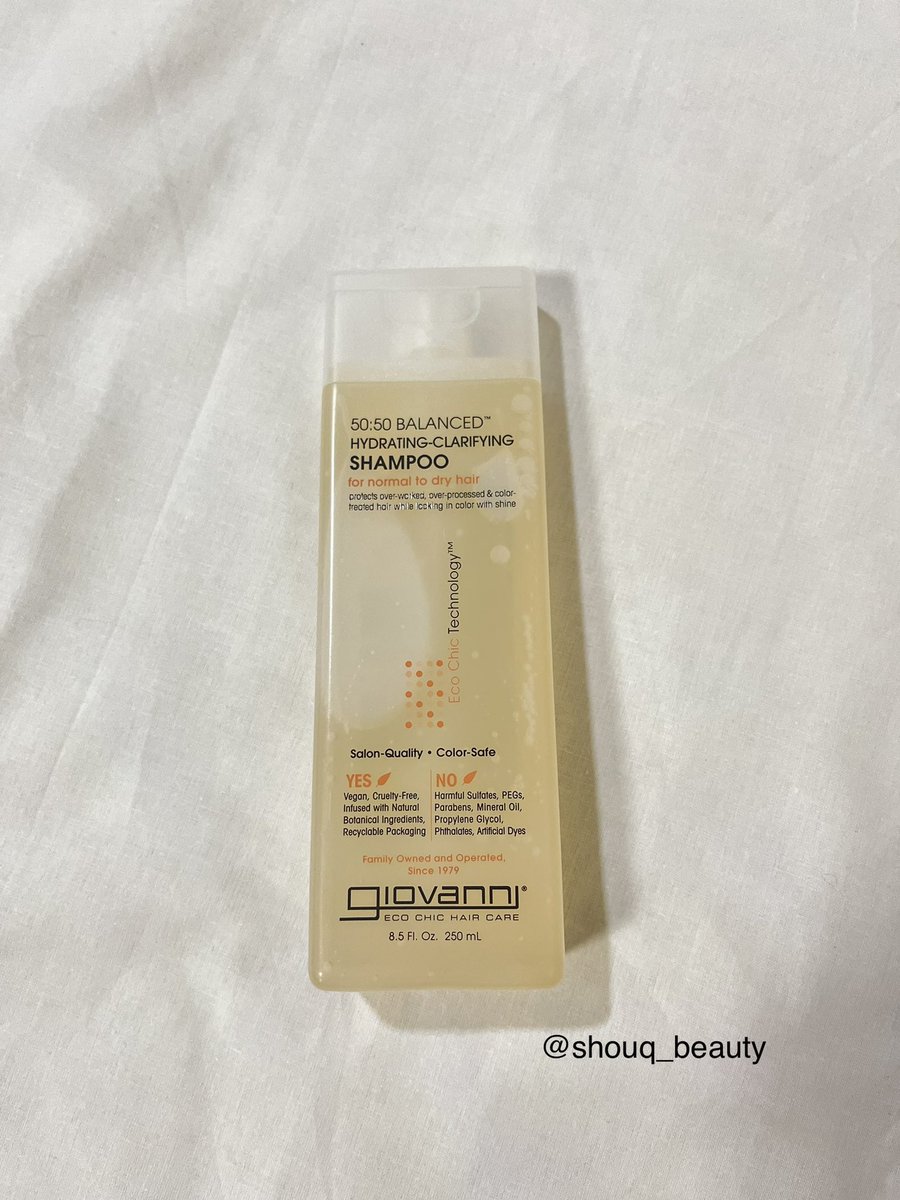 50:50 BALANCED™
HYDRATING-CLARIFYING
SHAMPOO
for normal to dry hair
protects over-worked, over-processed & color-
treated hair while locking in color with shine
Eco Chic Technology™
Salon-Quality • Color-Safe
YES
Vegan, Cruelty-Free,
Infused with Natural
Botanical Ingredients,
Recyclable Packaging
NO
Harmful Sulfates, PEGs,
Parabens, Mineral Oil,
Propylene Glycol,
Phthalates, Artificial Dyes
Family Owned and Operated,
Since 1979
giovanni®
ECO CHIC HAIR CARE
8.5 Fl. Oz. 250 mL
@shouq_beauty